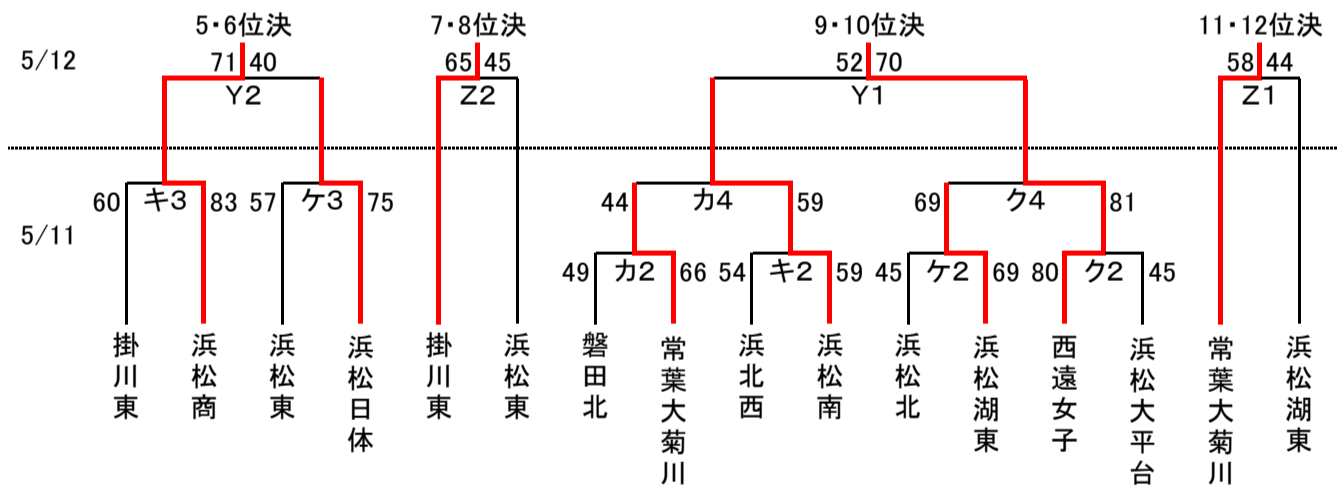 5・6位決 7・8位決 9・10位決 11・12位決
5/12 71 40 65 45 52 70 58 44
Y2 Z2 Y1 Z1
60 キ3 83 57 ケ3 75 44 カ4 59 69 ク4 81
5/11
49 カ2 66 54 キ2 59 45 ケ2 69 80 ク2 45
掛川東
浜松商
浜松東
浜松日体
掛川東
浜松東
磐田北
常葉大菊川
浜北西
浜松南
浜松北
浜松湖東
西遠女子
浜松大平台
常葉大菊川
浜松湖東